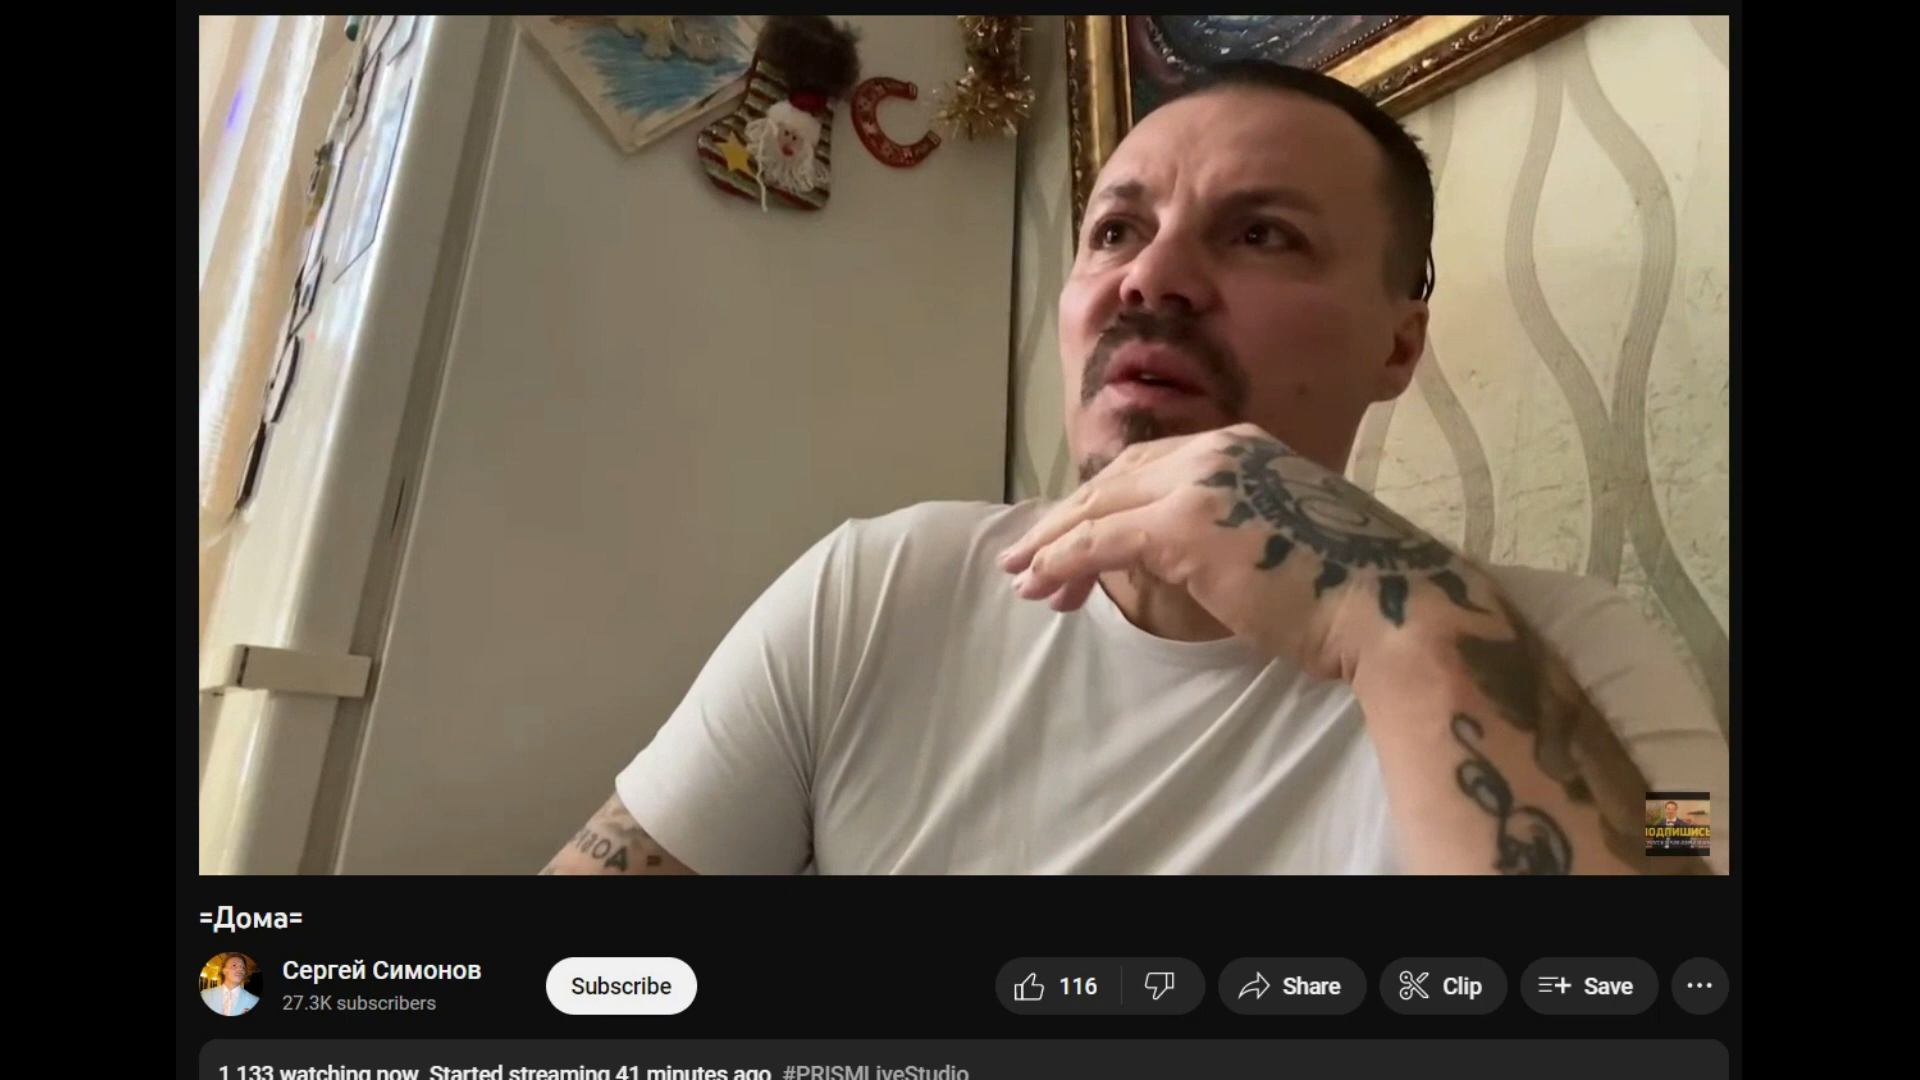 ПОДПИШИСЬ
=Дома=
Сергей Симонов
27.3K subscribers
Subscribe
116
Share
Clip
Save
1,133 watching now Started streaming 41 minutes ago #PRISMLiveStudio